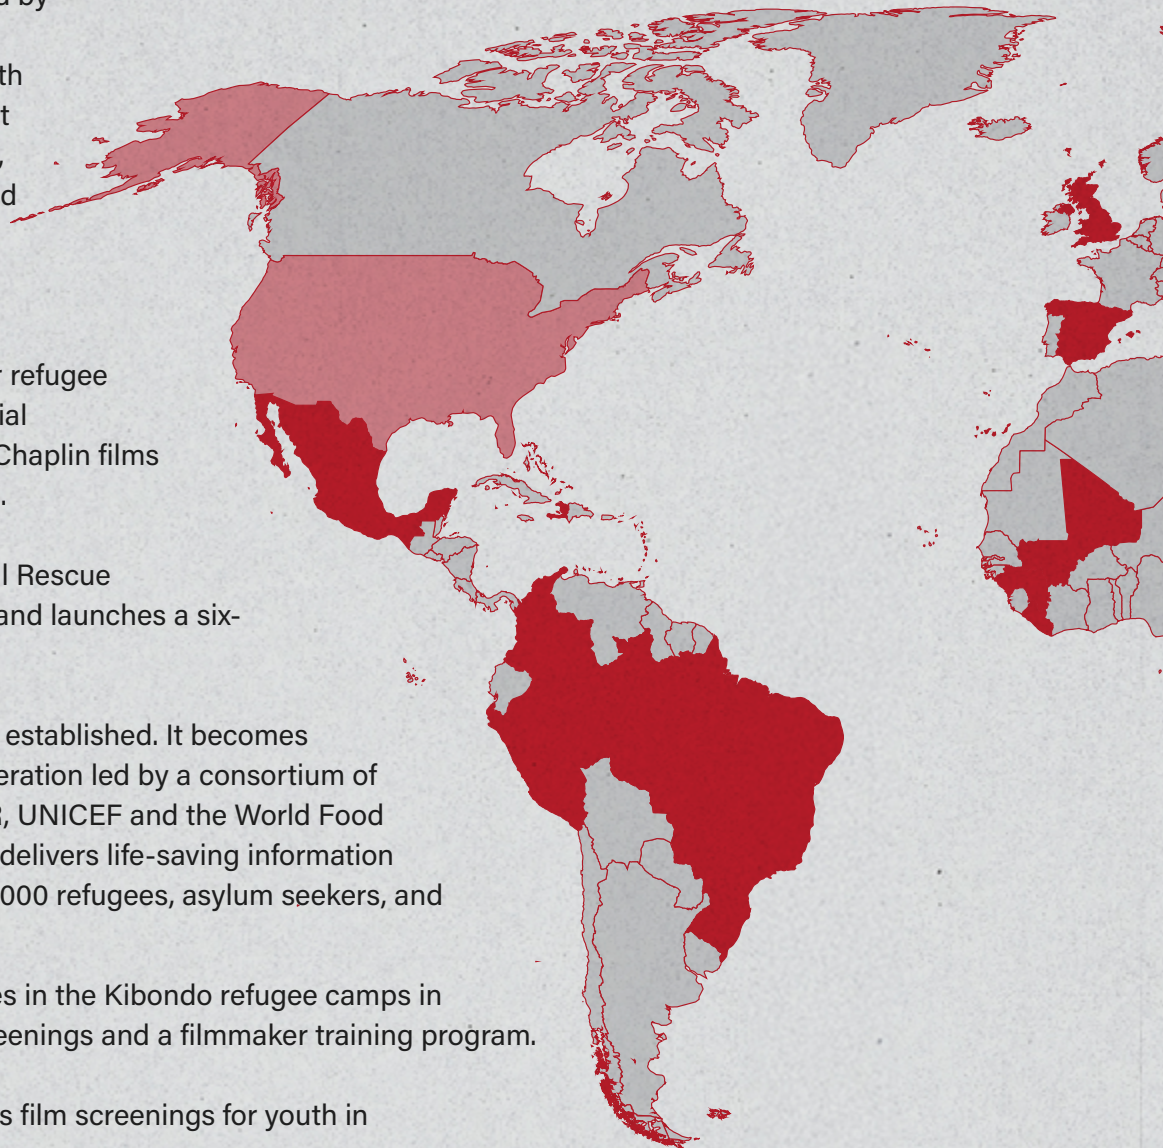 d by
th
t
,
d
r refugee
ial
Chaplin films
.
l Rescue
and launches a six-
established. It becomes
eration led by a consortium of
R, UNICEF and the World Food
delivers life-saving information
000 refugees, asylum seekers, and
es in the Kibondo refugee camps in
eenings and a filmmaker training program.
s film screenings for youth in